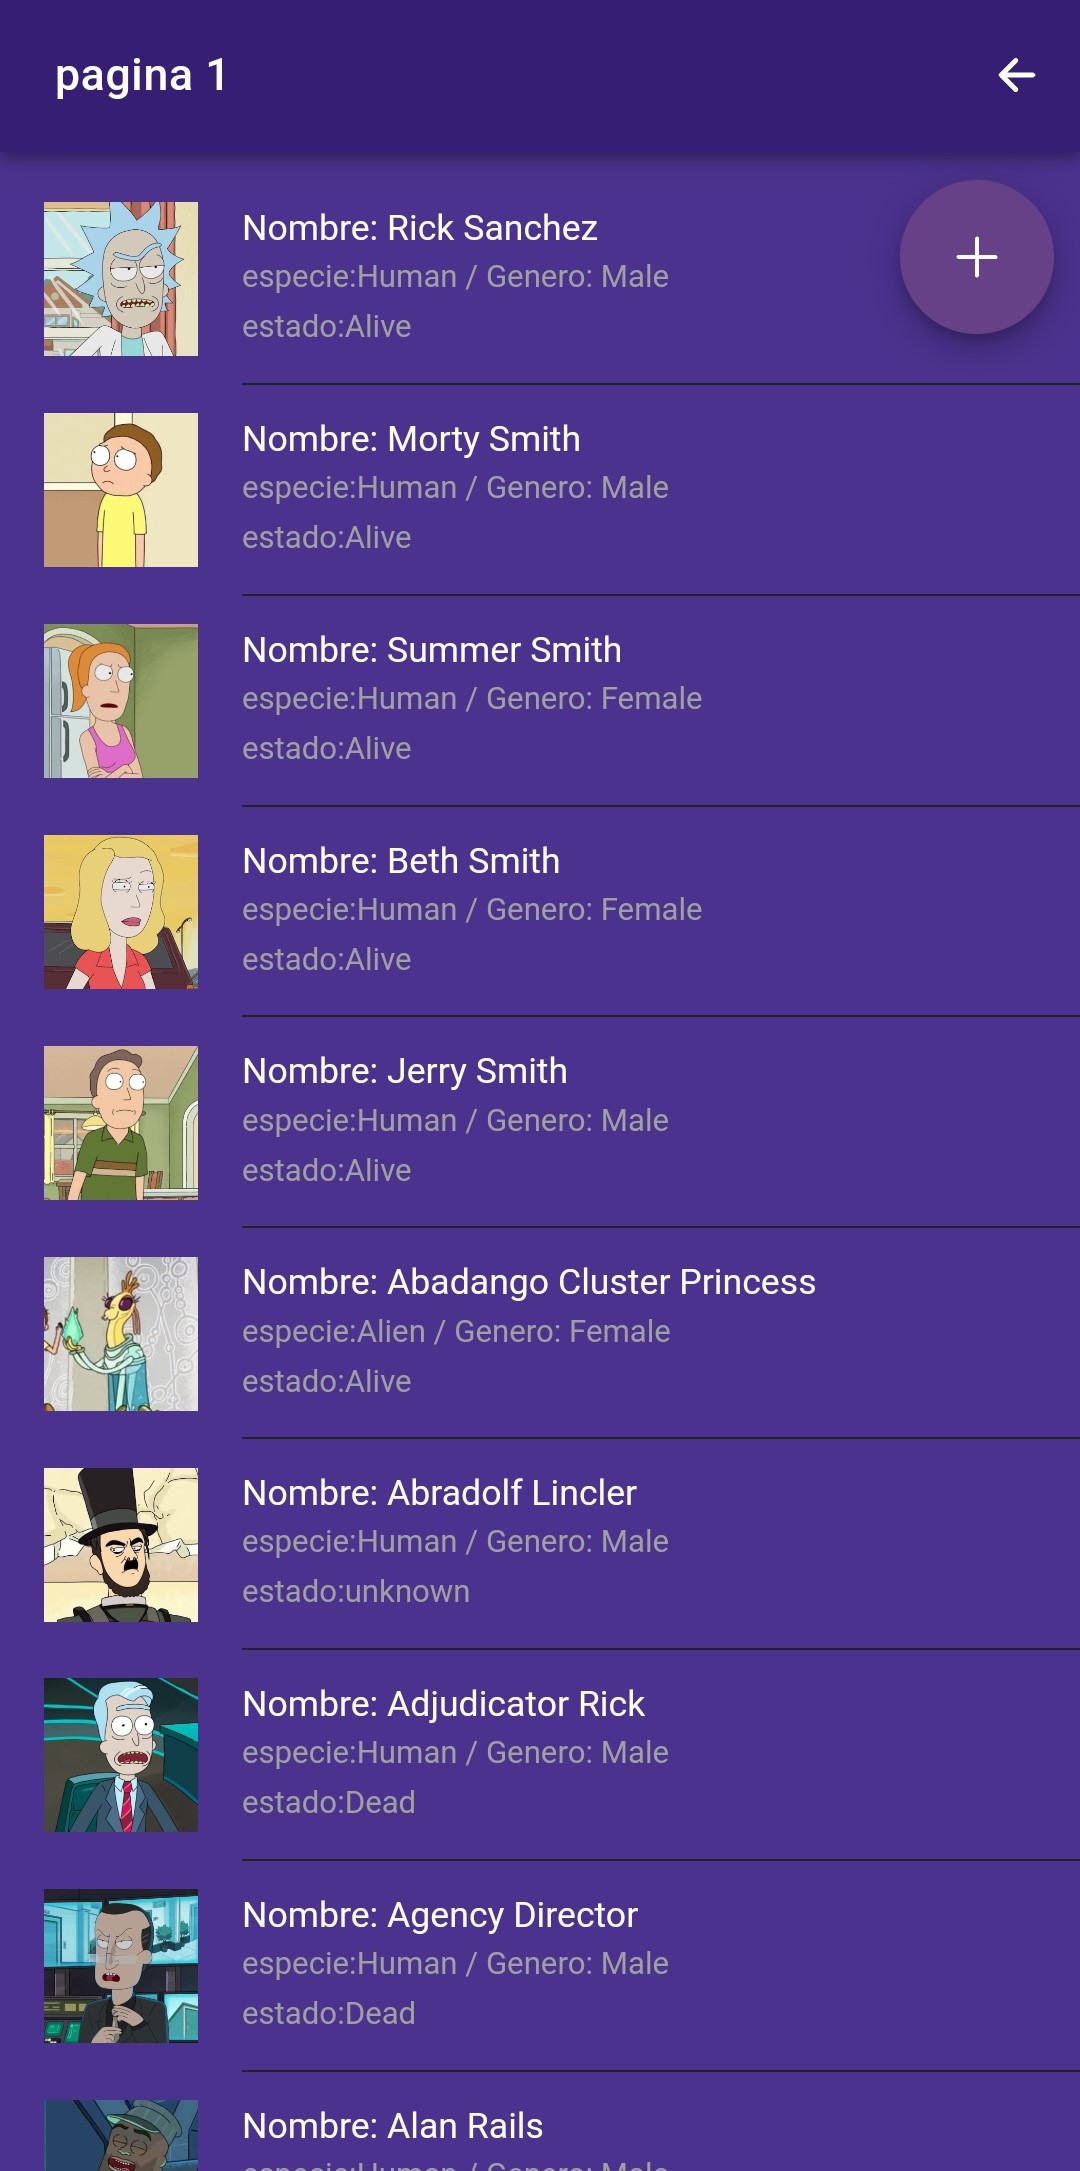 pagina 1
Nombre: Rick Sanchez
especie:Human / Genero: Male
estado:Alive
Nombre: Morty Smith
especie:Human / Genero: Male
estado:Alive
Nombre: Summer Smith
especie:Human / Genero: Female
estado:Alive
Nombre: Beth Smith
especie:Human / Genero: Female
estado:Alive
Nombre: Jerry Smith
especie:Human / Genero: Male
estado:Alive
Nombre: Abadango Cluster Princess
especie:Alien / Genero: Female
estado:Alive
Nombre: Abradolf Lincler
especie:Human / Genero: Male
estado:unknown
Nombre: Adjudicator Rick
especie:Human / Genero: Male
estado:Dead
Nombre: Agency Director
especie:Human / Genero: Male
estado:Dead
Nombre: Alan Rails
especie:Human / Genero: Male